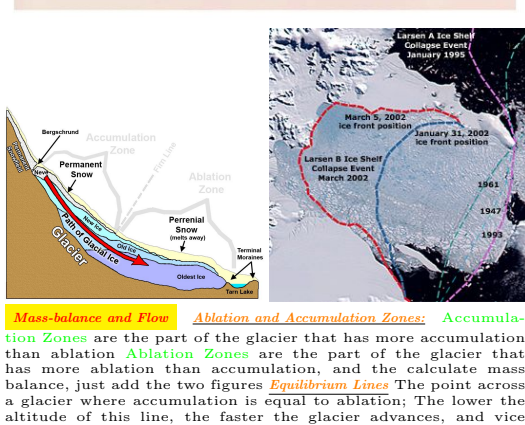 Larsen A Ice Shelf
Collapse Event
January 1995
March 5, 2002
ice front position
January 31, 2002
ice front position
Larsen B Ice Shelf
Collapse Event
March 2002
1961
1947
1993
Bergschrund
Accumulation
Zone
Firn Line
Ablation
Zone
Permanent
Snow
Neve
New Ice
Old Ice
Path of Glacial Ice
Glacier
Oldest Ice
Perrenial
Snow
(melts away)
Terminal
Moraines
Tarn Lake
Mass-balance and Flow Ablation and Accumulation Zones: Accumula-
tion Zones are the part of the glacier that has more accumulation
than ablation Ablation Zones are the part of the glacier that
has more ablation than accumulation, and the calculate mass
balance, just add the two figures Equilibrium Lines The point across
a glacier where accumulation is equal to ablation; The lower the
altitude of this line, the faster the glacier advances, and vice